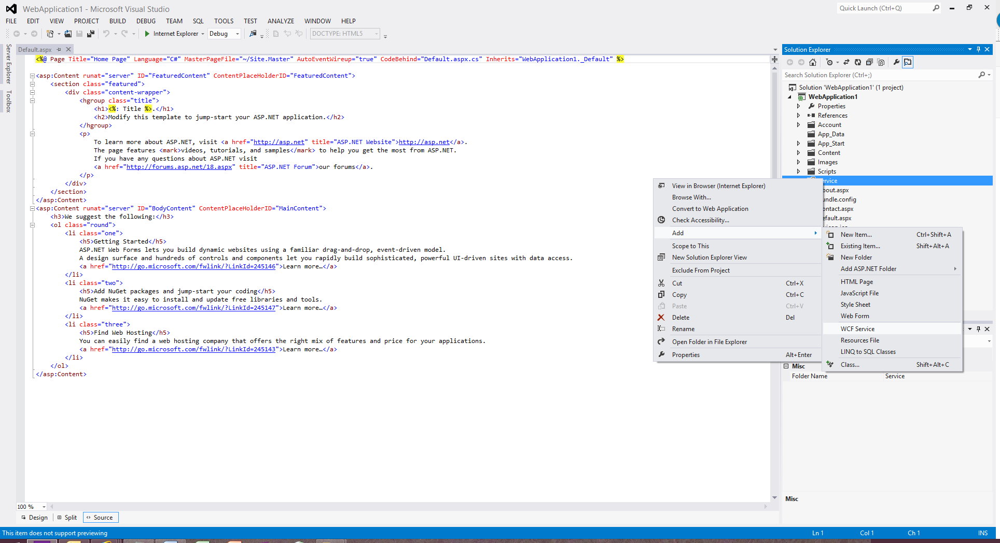 WebApplication1 - Microsoft Visual Studio
Quick Launch (Ctrl+Q)
FILE EDIT VIEW PROJECT BUILD DEBUG TEAM SQL TOOLS TEST ANALYZE WINDOW HELP
Internet Explorer Debug DOCTYPE: HTML5
Server Explorer
Toolbox
Default.aspx
<%@ Page Title="Home Page" Language="C#" MasterPageFile="~/Site.Master" AutoEventWireup="true" CodeBehind="Default.aspx.cs" Inherits="WebApplication1._Default" %>
<asp:Content runat="server" ID="FeaturedContent" ContentPlaceHolderID="FeaturedContent">
<section class="featured">
<div class="content-wrapper">
<hgroup class="title">
<h1><%: Title %>.</h1>
<h2>Modify this template to jump-start your ASP.NET application.</h2>
</hgroup>
<p>
To learn more about ASP.NET, visit <a href="http://asp.net" title="ASP.NET Website">http://asp.net</a>.
The page features <mark>videos, tutorials, and samples</mark> to help you get the most from ASP.NET.
If you have any questions about ASP.NET visit
<a href="http://forums.asp.net/18.aspx" title="ASP.NET Forum">our forums</a>.
</p>
</div>
</section>
</asp:Content>
<asp:Content runat="server" ID="BodyContent" ContentPlaceHolderID="MainContent">
<h3>We suggest the following:</h3>
<ol class="round">
<li class="one">
<h5>Getting Started</h5>
ASP.NET Web Forms lets you build dynamic websites using a familiar drag-and-drop, event-driven model.
A design surface and hundreds of controls and components let you rapidly build sophisticated, powerful UI-driven sites with data access.
<a href="http://go.microsoft.com/fwlink/?LinkId=245146">Learn more…</a>
</li>
<li class="two">
<h5>Add NuGet packages and jump-start your coding</h5>
NuGet makes it easy to install and update free libraries and tools.
<a href="http://go.microsoft.com/fwlink/?LinkId=245147">Learn more…</a>
</li>
<li class="three">
<h5>Find Web Hosting</h5>
You can easily find a web hosting company that offers the right mix of features and price for your applications.
<a href="http://go.microsoft.com/fwlink/?LinkId=245143">Learn more…</a>
</li>
</ol>
</asp:Content>
100 %
Design Split Source
Solution Explorer
Search Solution Explorer (Ctrl+;)
Solution 'WebApplication1' (1 project)
WebApplication1
Properties
References
Account
App_Data
App_Start
Content
Images
Scripts
ervice
bout.aspx
undle.config
ontact.aspx
efault.aspx
View in Browser (Internet Explorer)
Browse With...
Convert to Web Application
Check Accessibility...
Add
Scope to This
New Solution Explorer View
Exclude From Project
Cut Ctrl+X
Copy Ctrl+C
Paste Ctrl+V
Delete Del
Rename
Open Folder in File Explorer
Properties Alt+Enter
New Item... Ctrl+Shift+A
Existing Item... Shift+Alt+A
New Folder
Add ASP.NET Folder
HTML Page
JavaScript File
Style Sheet
Web Form
WCF Service
Resources File
LINQ to SQL Classes
Class... Shift+Alt+C
Misc
Folder Name Service
Misc
This item does not support previewing Ln 1 Col 1 Ch 1 INS